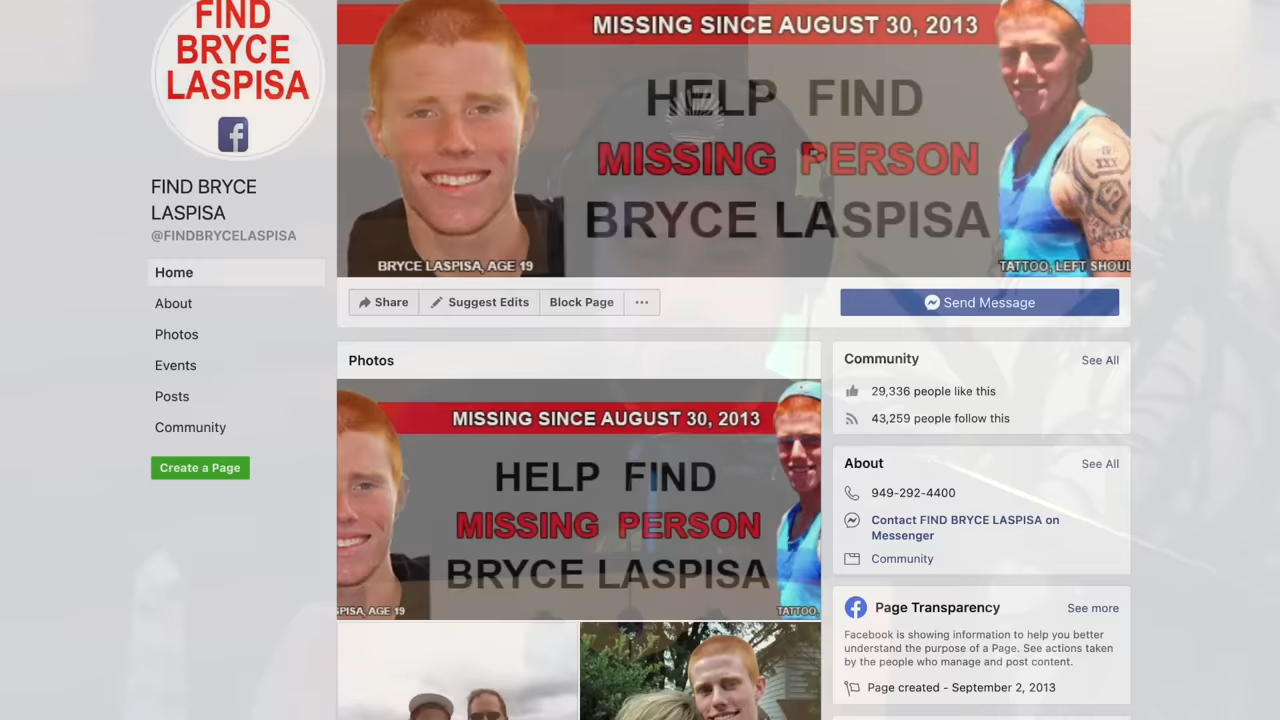 FIND
BRYCE
LASPISA
FIND BRYCE
LASPISA
@FINDBRYCELASPISA
Home
About
Photos
Events
Posts
Community
Create a Page
MISSING SINCE AUGUST 30, 2013
HELP FIND
MISSING PERSON
BRYCE LASPISA
BRYCE LASPISA, AGE 19
TATTOO, LEFT SHOUL
Share
Suggest Edits
Block Page
Send Message
Photos
MISSING SINCE AUGUST 30, 2013
HELP FIND
MISSING PERSON
BRYCE LASPISA
SPISA, AGE 19
TATTOO,
Community
See All
29,336 people like this
43,259 people follow this
About
See All
949-292-4400
Contact FIND BRYCE LASPISA on
Messenger
Community
Page Transparency
See more
Facebook is showing information to help you better
understand the purpose of a Page. See actions taken
by the people who manage and post content.
Page created - September 2, 2013